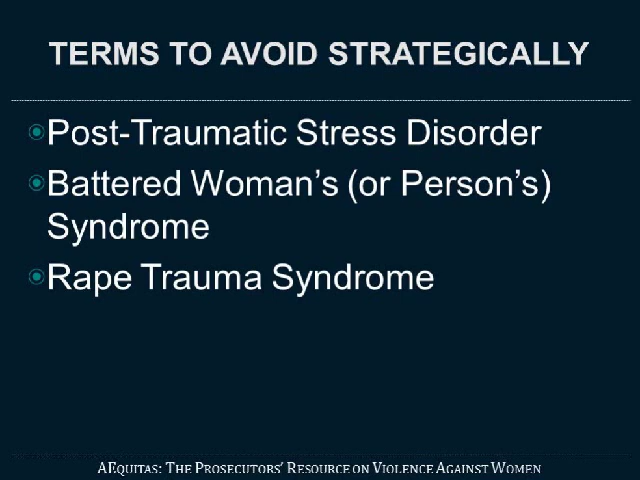 TERMS TO AVOID STRATEGICALLY
Post-Traumatic Stress Disorder
Battered Woman's (or Person's)
Syndrome
Rape Trauma Syndrome
AEQUITAS: THE PROSECUTORS' RESOURCE ON VIOLENCE AGAINST WOMEN